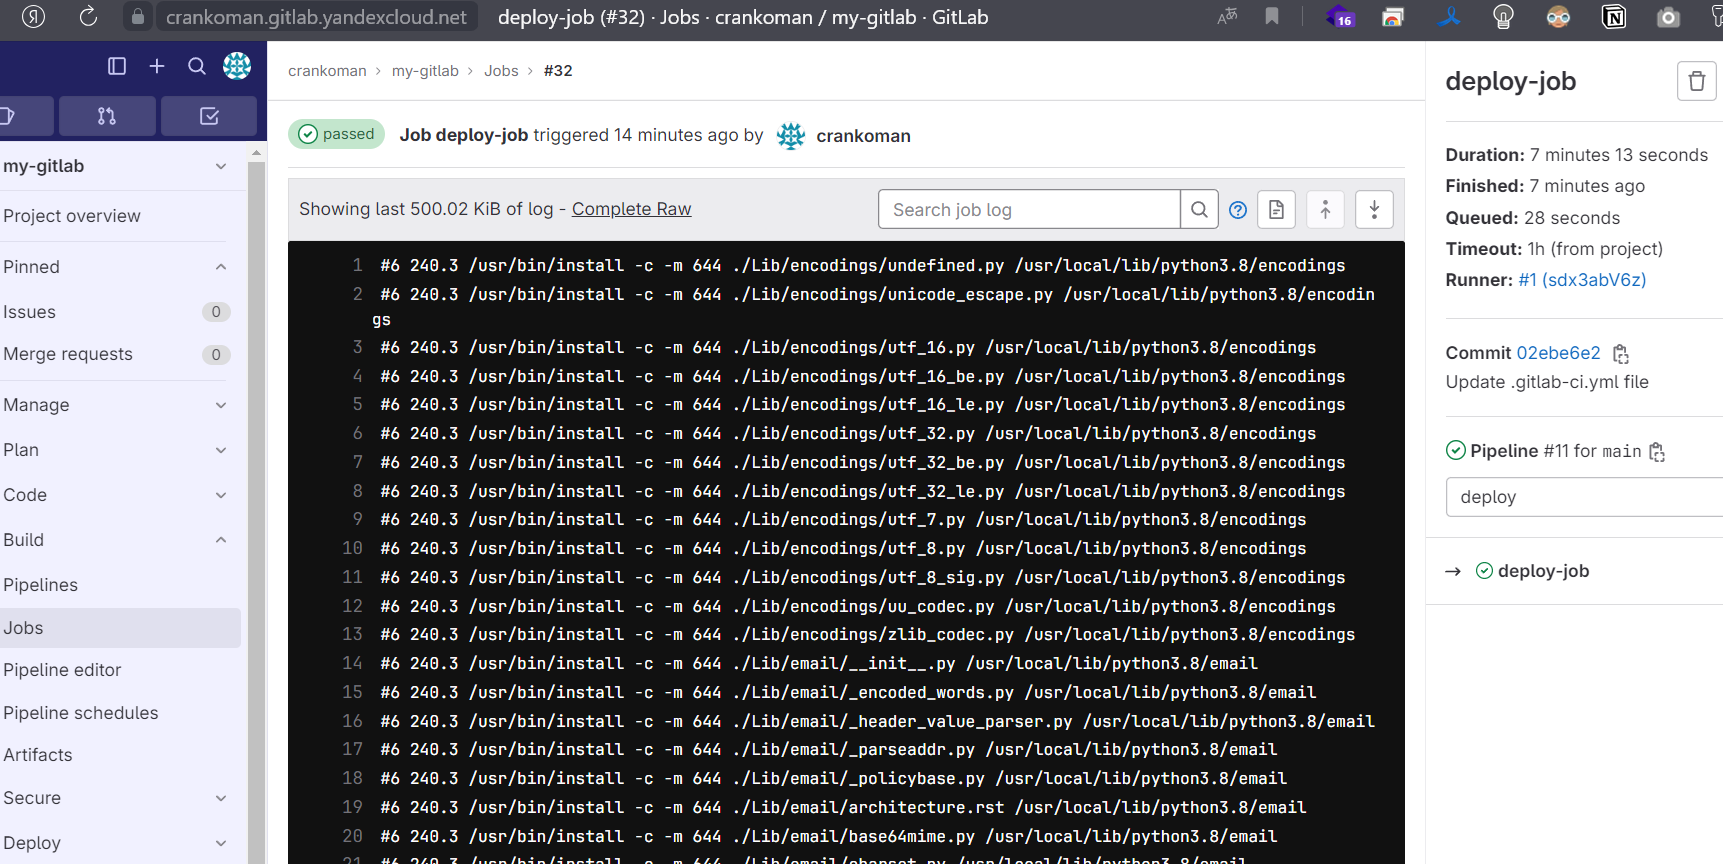 crankoman.gitlab.yandexcloud.net deploy-job (#32) · Jobs · crankoman / my-gitlab · GitLab
16
crankoman › my-gitlab › Jobs › #32
passed Job deploy-job triggered 14 minutes ago by crankoman
my-gitlab
Project overview
Pinned
Issues 0
Merge requests 0
Manage
Plan
Code
Build
Pipelines
Jobs
Pipeline editor
Pipeline schedules
Artifacts
Secure
Deploy
Showing last 500.02 KiB of log - Complete Raw
Search job log
1 #6 240.3 /usr/bin/install -c -m 644 ./Lib/encodings/undefined.py /usr/local/lib/python3.8/encodings
2 #6 240.3 /usr/bin/install -c -m 644 ./Lib/encodings/unicode_escape.py /usr/local/lib/python3.8/encodin
gs
3 #6 240.3 /usr/bin/install -c -m 644 ./Lib/encodings/utf_16.py /usr/local/lib/python3.8/encodings
4 #6 240.3 /usr/bin/install -c -m 644 ./Lib/encodings/utf_16_be.py /usr/local/lib/python3.8/encodings
5 #6 240.3 /usr/bin/install -c -m 644 ./Lib/encodings/utf_16_le.py /usr/local/lib/python3.8/encodings
6 #6 240.3 /usr/bin/install -c -m 644 ./Lib/encodings/utf_32.py /usr/local/lib/python3.8/encodings
7 #6 240.3 /usr/bin/install -c -m 644 ./Lib/encodings/utf_32_be.py /usr/local/lib/python3.8/encodings
8 #6 240.3 /usr/bin/install -c -m 644 ./Lib/encodings/utf_32_le.py /usr/local/lib/python3.8/encodings
9 #6 240.3 /usr/bin/install -c -m 644 ./Lib/encodings/utf_7.py /usr/local/lib/python3.8/encodings
10 #6 240.3 /usr/bin/install -c -m 644 ./Lib/encodings/utf_8.py /usr/local/lib/python3.8/encodings
11 #6 240.3 /usr/bin/install -c -m 644 ./Lib/encodings/utf_8_sig.py /usr/local/lib/python3.8/encodings
12 #6 240.3 /usr/bin/install -c -m 644 ./Lib/encodings/uu_codec.py /usr/local/lib/python3.8/encodings
13 #6 240.3 /usr/bin/install -c -m 644 ./Lib/encodings/zlib_codec.py /usr/local/lib/python3.8/encodings
14 #6 240.3 /usr/bin/install -c -m 644 ./Lib/email/__init__.py /usr/local/lib/python3.8/email
15 #6 240.3 /usr/bin/install -c -m 644 ./Lib/email/_encoded_words.py /usr/local/lib/python3.8/email
16 #6 240.3 /usr/bin/install -c -m 644 ./Lib/email/_header_value_parser.py /usr/local/lib/python3.8/email
17 #6 240.3 /usr/bin/install -c -m 644 ./Lib/email/_parseaddr.py /usr/local/lib/python3.8/email
18 #6 240.3 /usr/bin/install -c -m 644 ./Lib/email/_policybase.py /usr/local/lib/python3.8/email
19 #6 240.3 /usr/bin/install -c -m 644 ./Lib/email/architecture.rst /usr/local/lib/python3.8/email
20 #6 240.3 /usr/bin/install -c -m 644 ./Lib/email/base64mime.py /usr/local/lib/python3.8/email
21 #6 240.3 /usr/bin/install -c -m 644 ./Lib/email/charset.py /usr/local/lib/python3.8/email
deploy-job
Duration: 7 minutes 13 seconds
Finished: 7 minutes ago
Queued: 28 seconds
Timeout: 1h (from project)
Runner: #1 (sdx3abV6z)
Commit 02ebe6e2
Update .gitlab-ci.yml file
Pipeline #11 for main
deploy
→ deploy-job